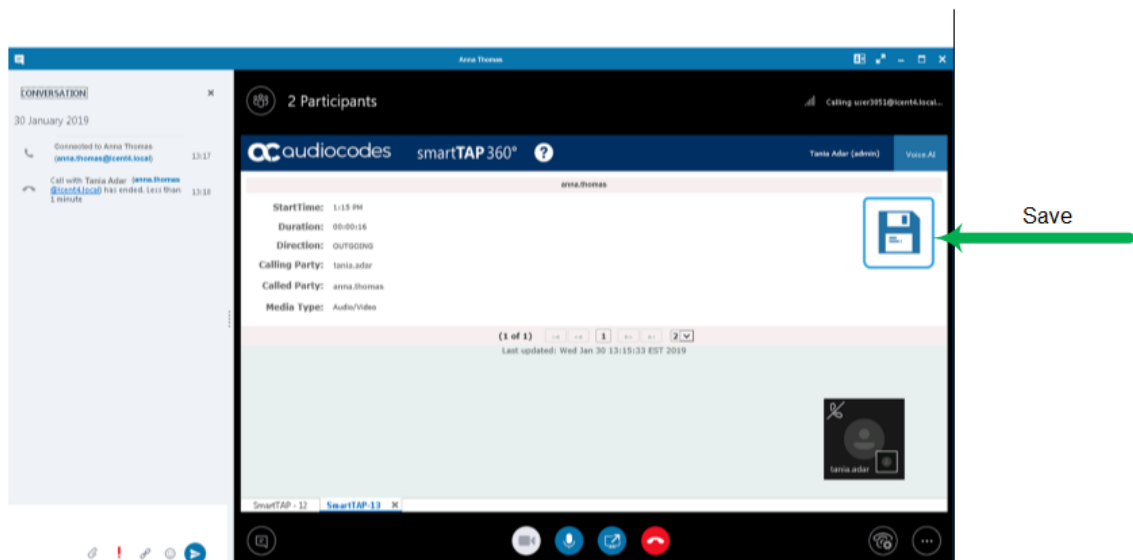 Anna Thomas
CONVERSATION
30 January 2019
Connected to Anna Thomas
(anna.thomas@lcent4.local)
13:17
Call with Tania Adar (anna.thomas
@lcent4.local) has ended. Less than
1 minute
13:18
2 Participants
Calling user3851@lcent4.local...
audiocodes
smartTAP 360°
?
Tania Adar (admin)
Voice.AI
anna.thomas
StartTime: 1:15 PM
Duration: 00:00:16
Direction: OUTGOING
Calling Party: tania.adar
Called Party: anna.thomas
Media Type: Audio/Video
Save
(1 of 1) 1 2
Last updated: Wed Jan 30 13:15:33 EST 2019
tania.adar
SmartTAP - 12
SmartTAP-13